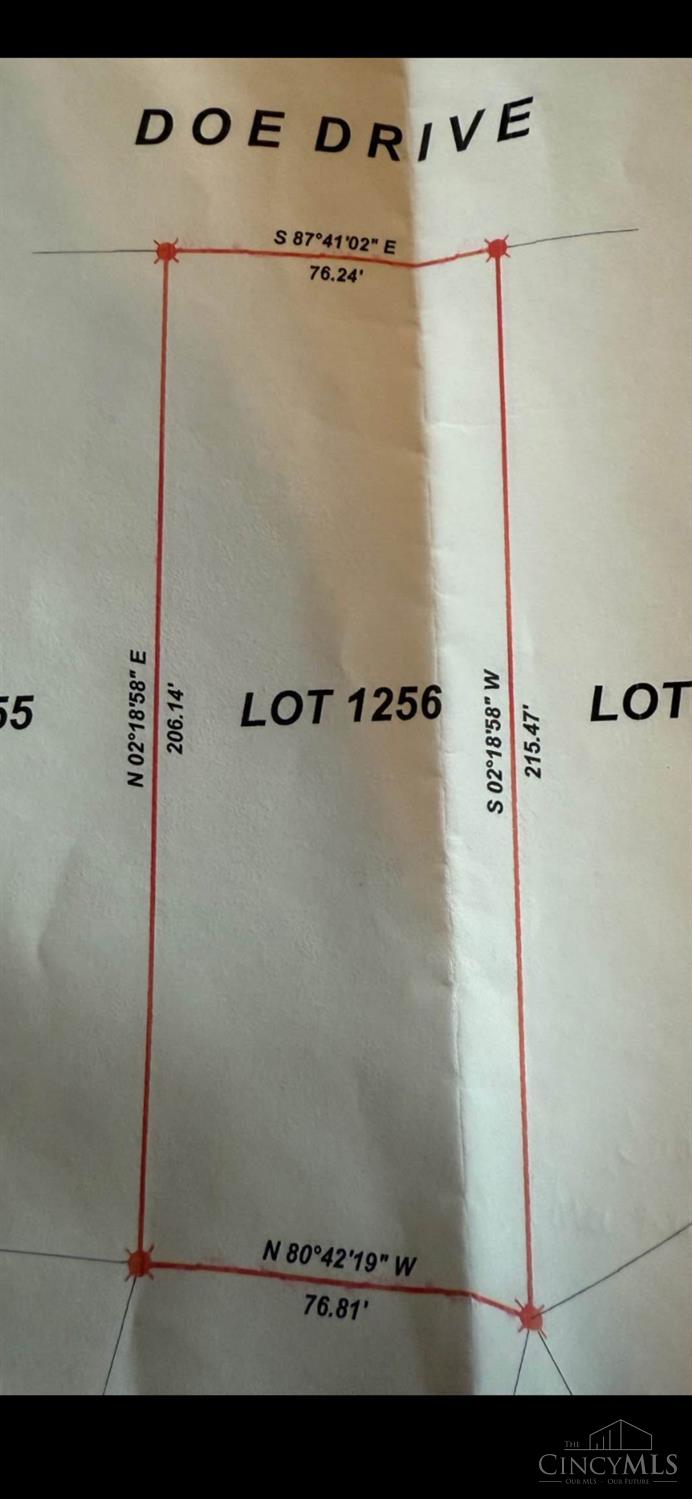 DOE DRIVE
S 87°41'02" E
76.24'
N 02°18'58" E
206.14'
55
LOT 1256
S 02°18'58" W
215.47'
LOT
N 80°42'19" W
76.81'
THE
CINCYMLS
OUR MLS — OUR FUTURE